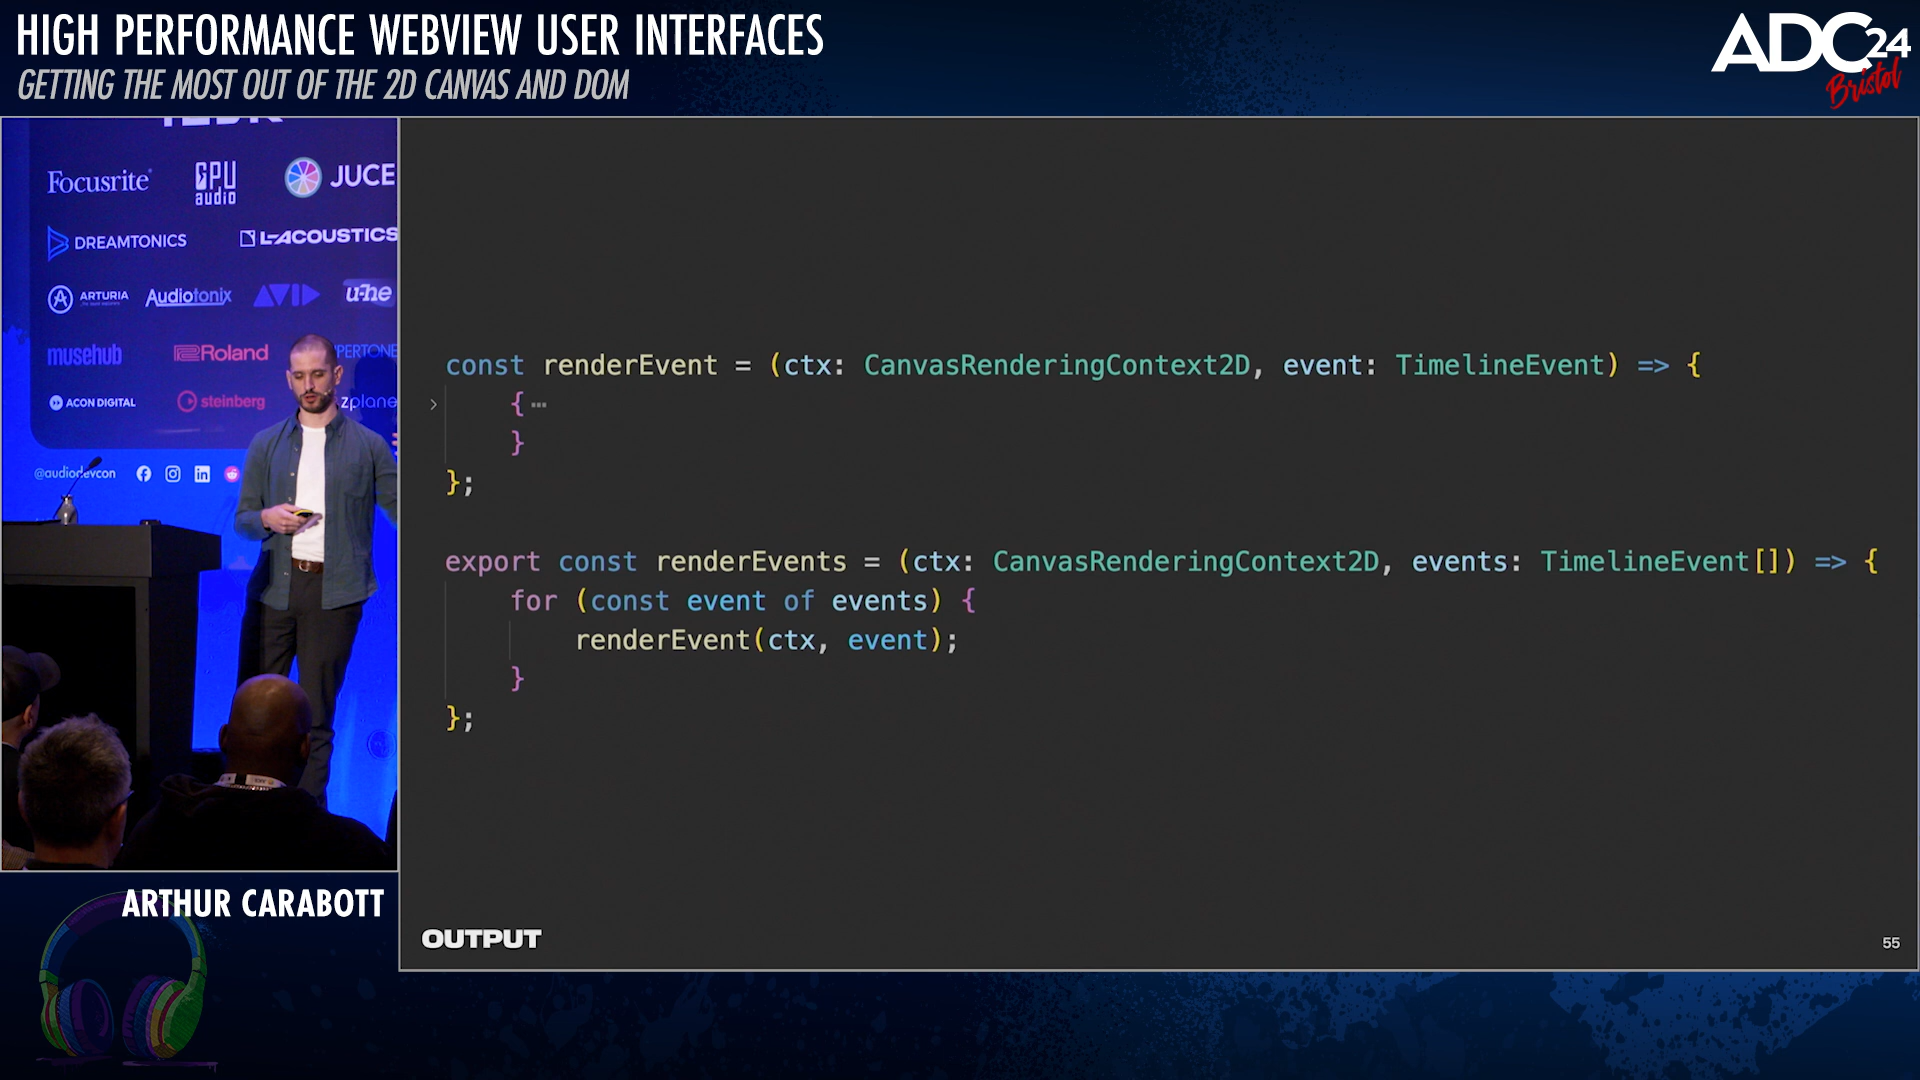 HIGH PERFORMANCE WEBVIEW USER INTERFACES
GETTING THE MOST OUT OF THE 2D CANVAS AND DOM
ADC24
Bristol
Focusrite
GPU audio
JUCE
DREAMTONICS
L-ACOUSTICS
ARTURIA
Audiotonix
AVID
u-he
musehub
Roland
ACON DIGITAL
steinberg
zplane
@audiodevcon
const renderEvent = (ctx: CanvasRenderingContext2D, event: TimelineEvent) => {
{ ⋯
}
};
export const renderEvents = (ctx: CanvasRenderingContext2D, events: TimelineEvent[]) => {
for (const event of events) {
renderEvent(ctx, event);
}
};
OUTPUT
55
ARTHUR CARABOTT